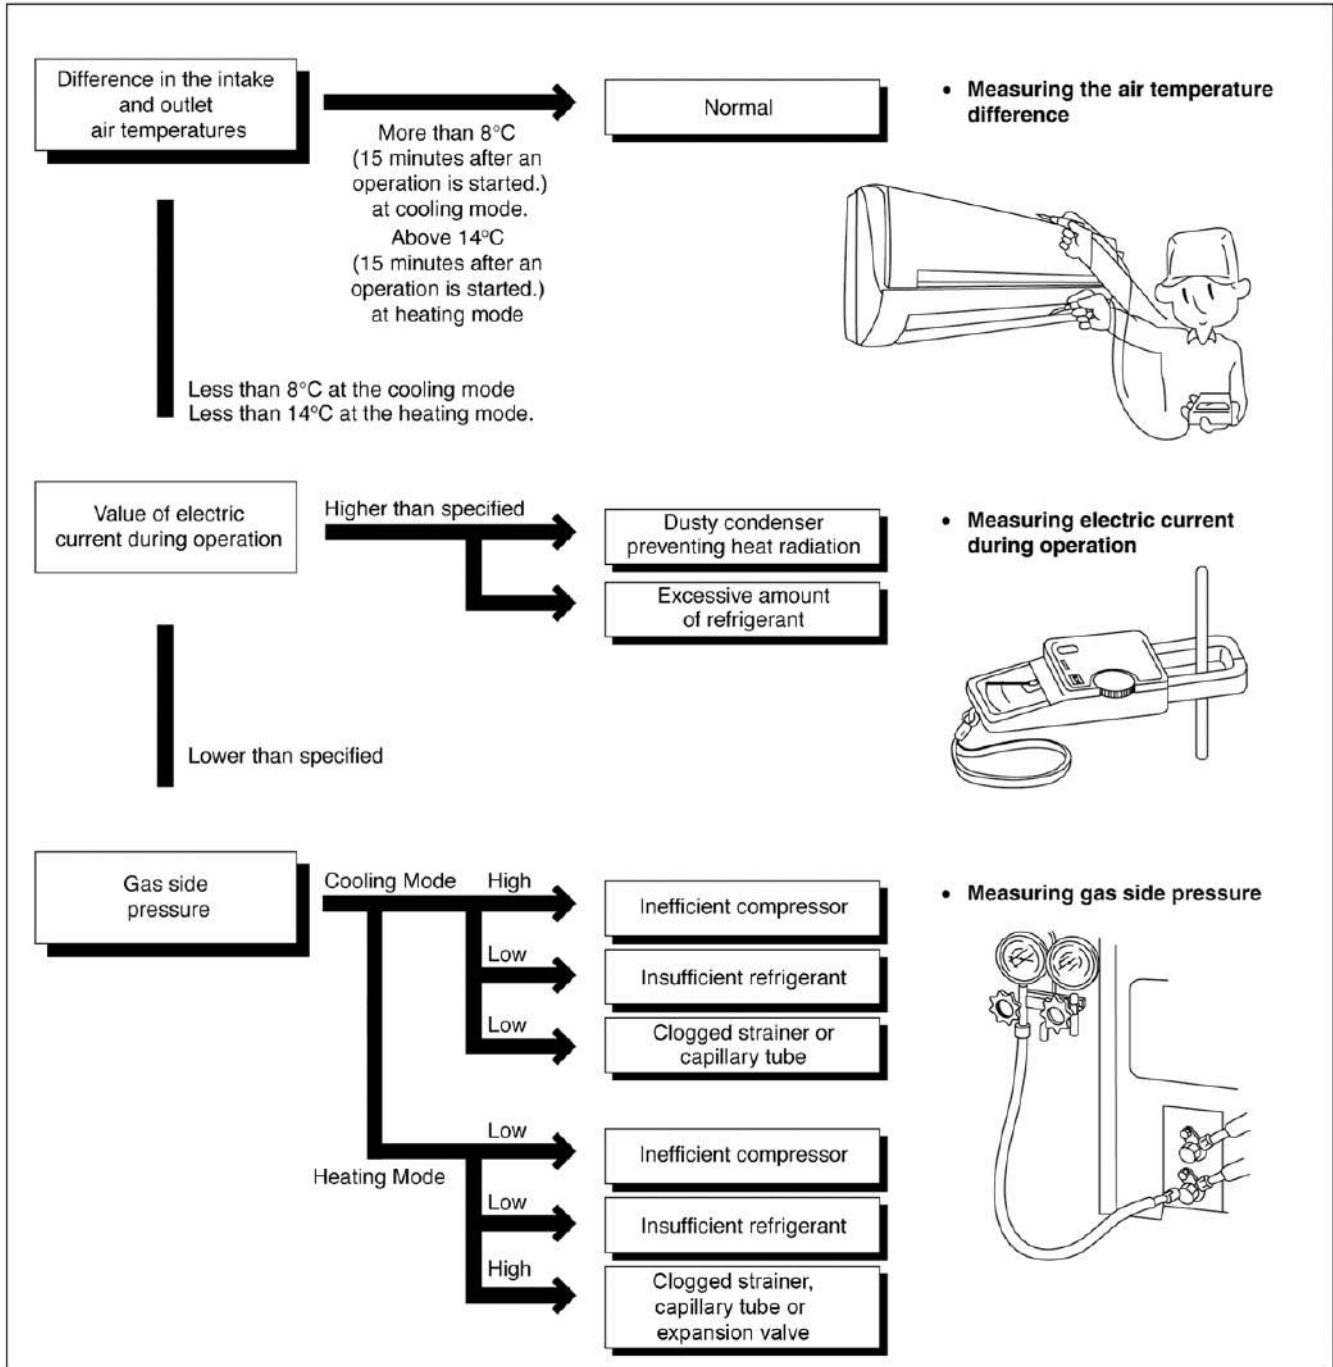 Difference in the intake
and outlet
air temperatures
More than 8°C
(15 minutes after an
operation is started.)
at cooling mode.
Above 14°C
(15 minutes after an
operation is started.)
at heating mode
Normal
• Measuring the air temperature
difference
Less than 8°C at the cooling mode
Less than 14°C at the heating mode.
Value of electric
current during operation
Higher than specified
Dusty condenser
preventing heat radiation
Excessive amount
of refrigerant
• Measuring electric current
during operation
Lower than specified
Gas side
pressure
Cooling Mode
High
Inefficient compressor
Low
Insufficient refrigerant
Low
Clogged strainer or
capillary tube
• Measuring gas side pressure
Heating Mode
Low
Inefficient compressor
Low
Insufficient refrigerant
High
Clogged strainer,
capillary tube or
expansion valve